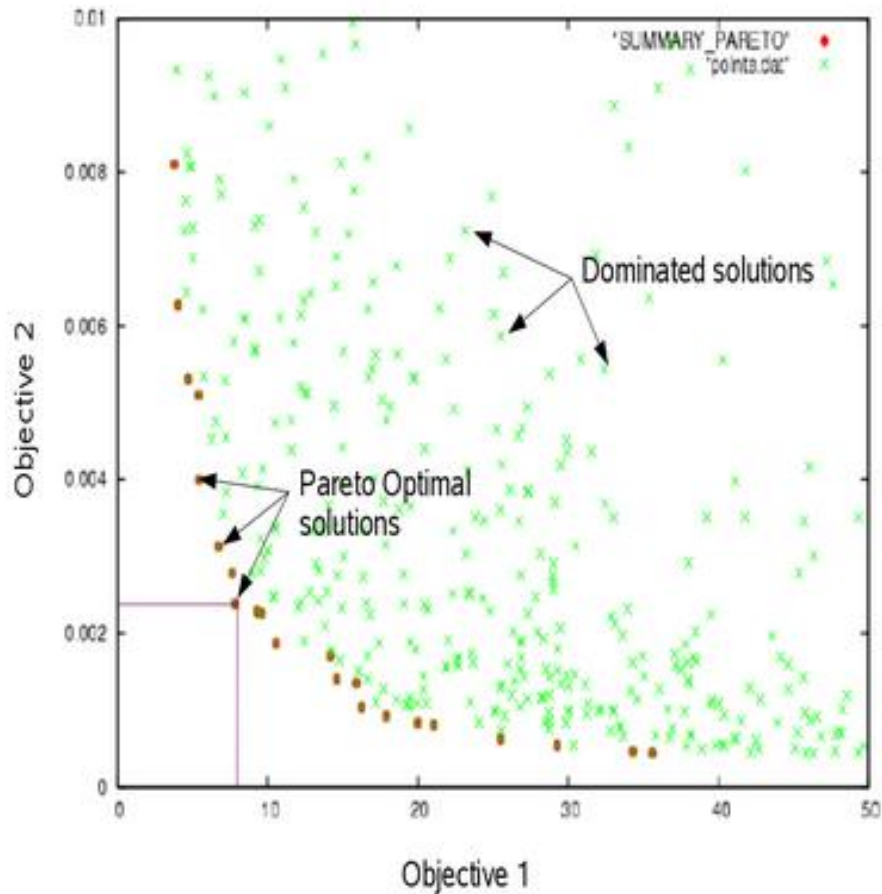 0.01
"SUMMARY_PARETO"
"points.dat"
0.008
Dominated solutions
0.006
Objective 2
0.004
Pareto Optimal
solutions
0.002
0
0 10 20 30 40 50
Objective 1